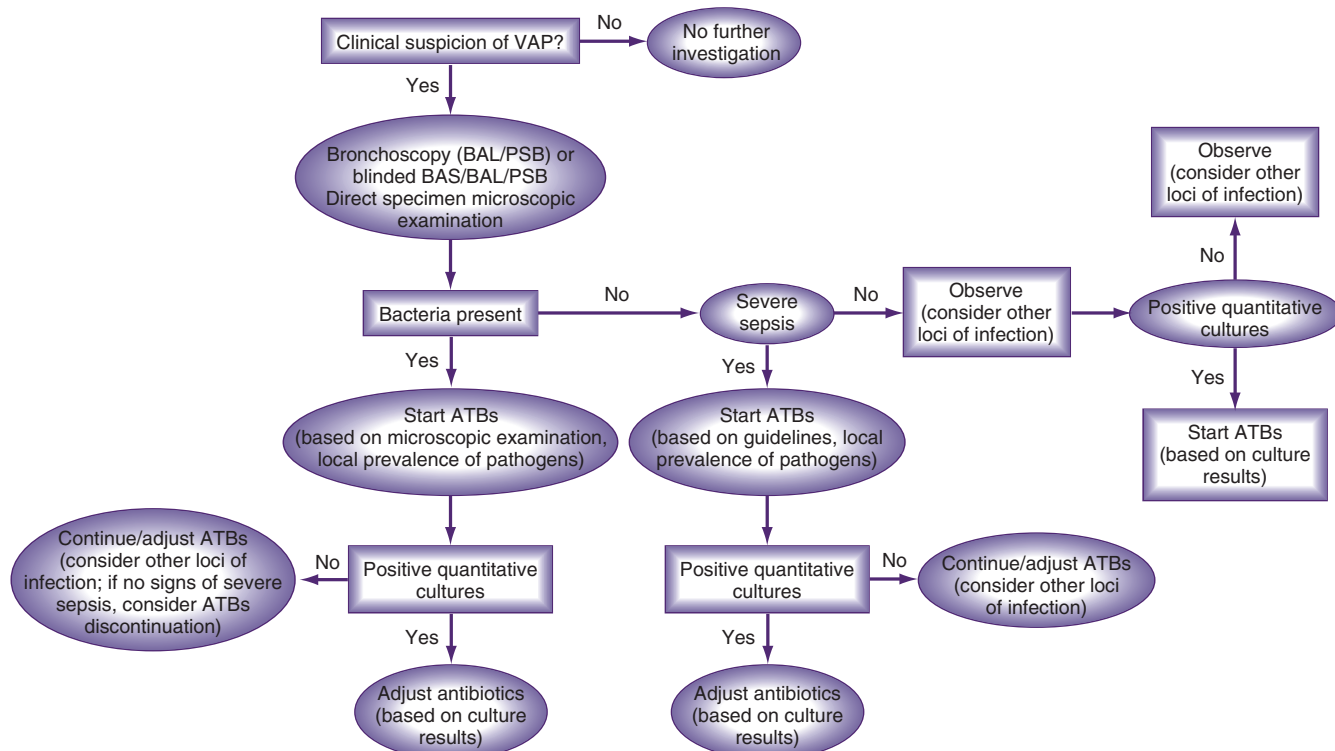 Clinical suspicion of VAP?
No
No further
investigation
Yes
Bronchoscopy (BAL/PSB) or
blinded BAS/BAL/PSB
Direct specimen microscopic
examination
Bacteria present
No
Severe
sepsis
No
Observe
(consider other
loci of infection)
Positive quantitative
cultures
No
Observe
(consider other
loci of infection)
Yes
Start ATBs
(based on culture
results)
Yes
Start ATBs
(based on microscopic examination,
local prevalence of pathogens)
Yes
Start ATBs
(based on guidelines, local
prevalence of pathogens)
Positive quantitative
cultures
No
Continue/adjust ATBs
(consider other loci of
infection; if no signs of severe
sepsis, consider ATBs
discontinuation)
Yes
Adjust antibiotics
(based on culture
results)
Positive quantitative
cultures
No
Continue/adjust ATBs
(consider other loci
of infection)
Yes
Adjust antibiotics
(based on culture
results)